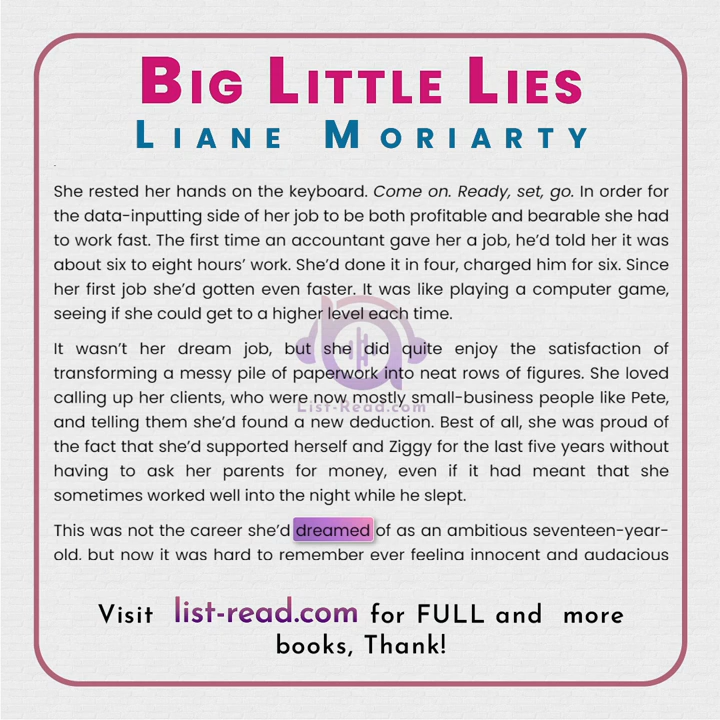 BIG LITTLE LIES
LIANE MORIARTY
She rested her hands on the keyboard. Come on. Ready, set, go. In order for
the data-inputting side of her job to be both profitable and bearable she had
to work fast. The first time an accountant gave her a job, he’d told her it was
about six to eight hours’ work. She’d done it in four, charged him for six. Since
her first job she’d gotten even faster. It was like playing a computer game,
seeing if she could get to a higher level each time.
It wasn’t her dream job, but she did quite enjoy the satisfaction of
transforming a messy pile of paperwork into neat rows of figures. She loved
calling up her clients, who were now mostly small-business people like Pete,
List-Read.com
and telling them she’d found a new deduction. Best of all, she was proud of
the fact that she’d supported herself and Ziggy for the last five years without
having to ask her parents for money, even if it had meant that she
sometimes worked well into the night while he slept.
This was not the career she’d dreamed of as an ambitious seventeen-year-
old, but now it was hard to remember ever feeling innocent and audacious
Visit list-read.com for FULL and more
books, Thank!